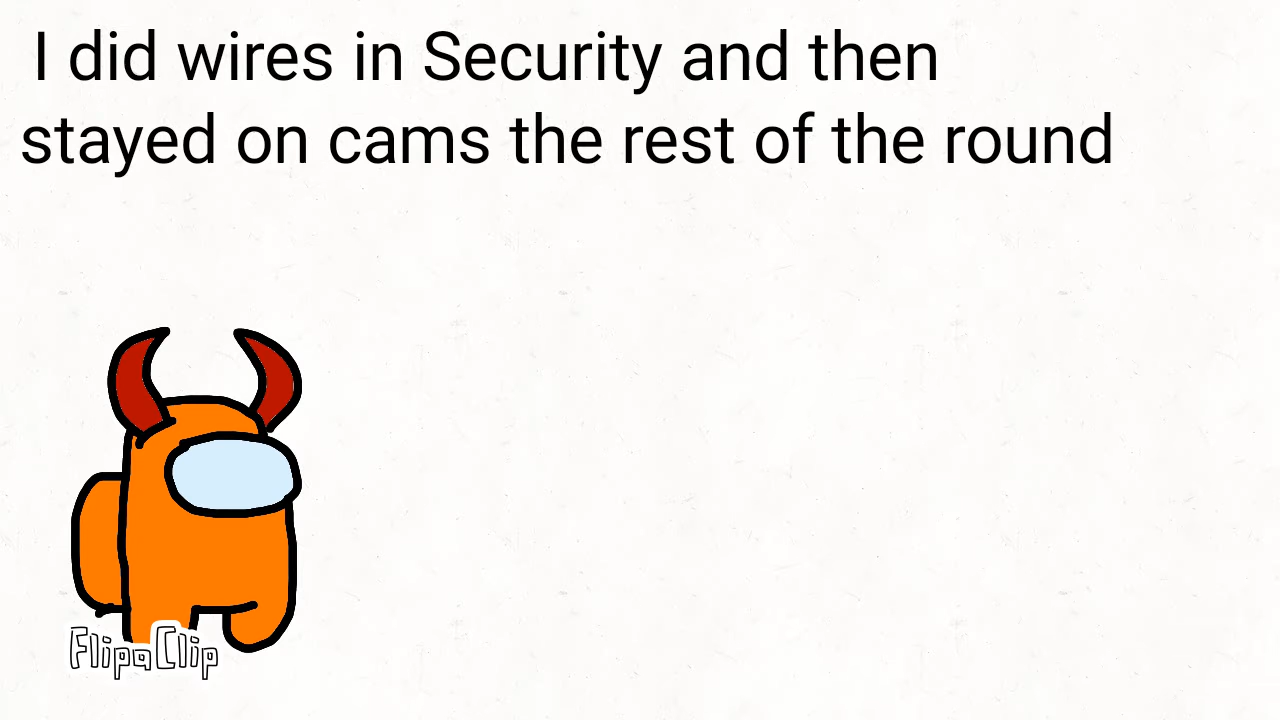 I did wires in Security and then
stayed on cams the rest of the round
FlipaClip